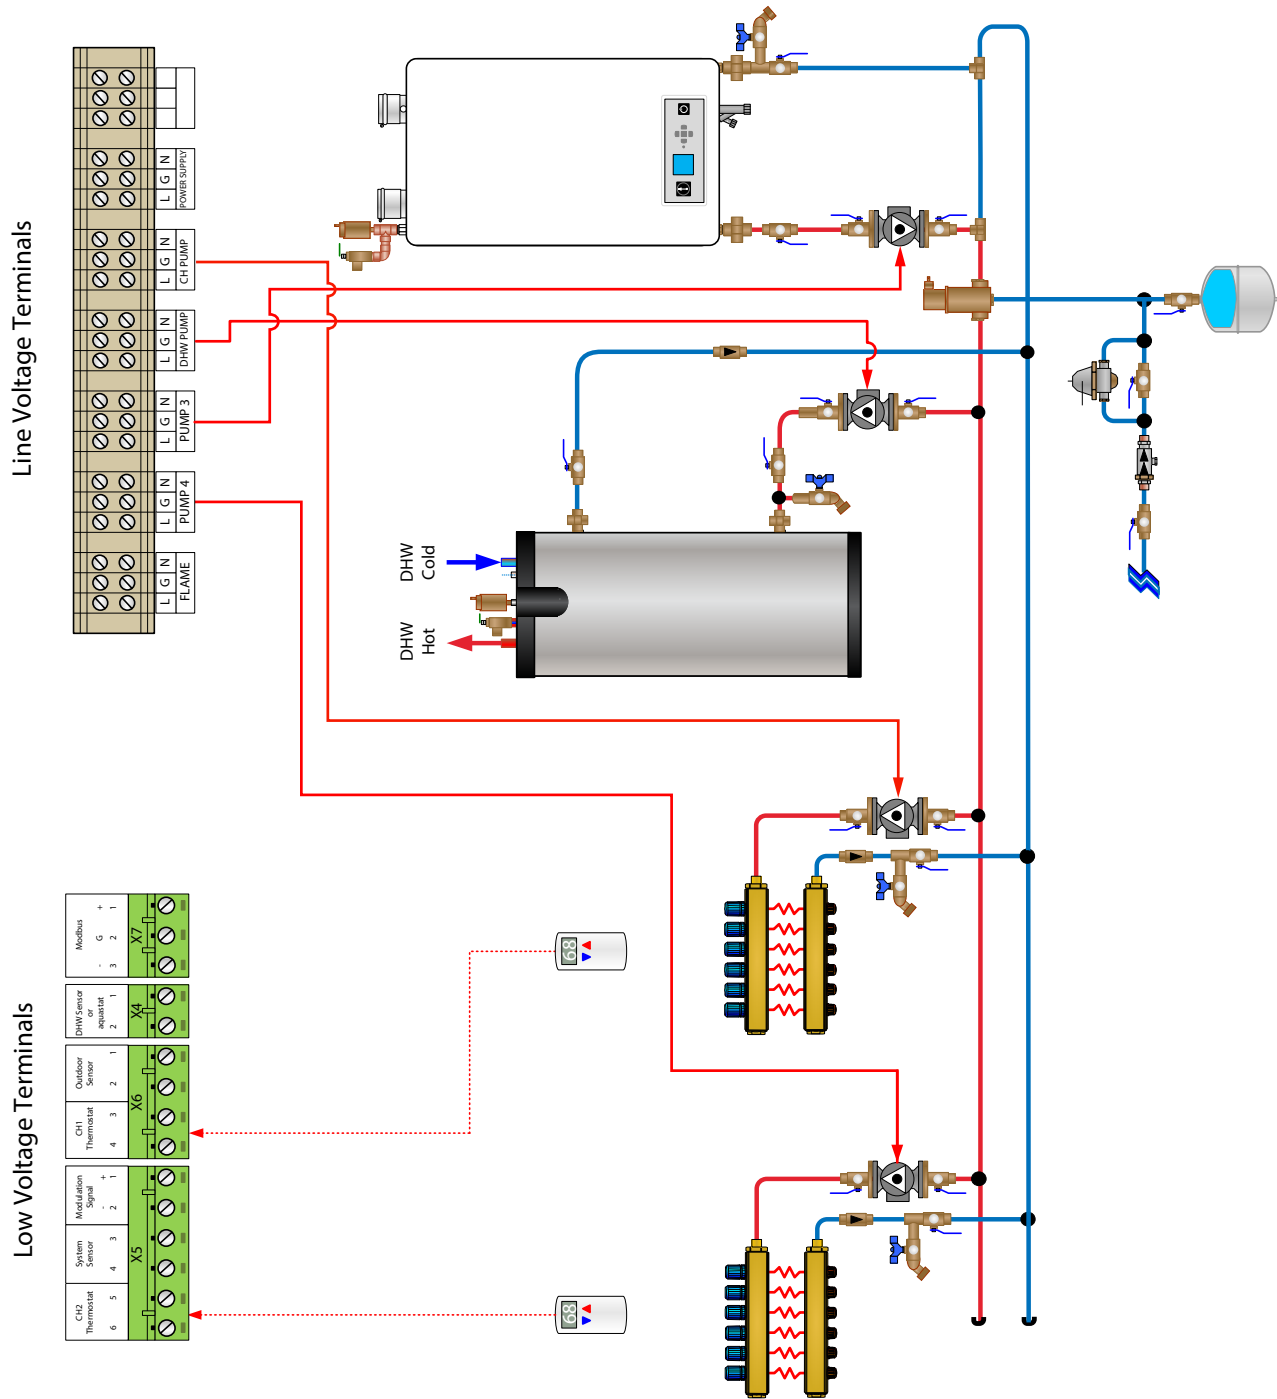 Line Voltage Terminals
L G N
POWER SUPPLY
L G N
CH PUMP
L G N
DHW PUMP
L G N
PUMP 3
L G N
PUMP 4
L G N
FLAME
DHW
Cold
DHW
Hot
Low Voltage Terminals
Modbus
- G +
3 2 1
X7
DHW Sensor
or
aquastat
2 1
X4
Outdoor
Sensor
2 1
CH1
Thermostat
4 3
X6
Modulation
Signal
- +
2 1
System
Sensor
4 3
CH2
Thermostat
6 5
X5
68
68